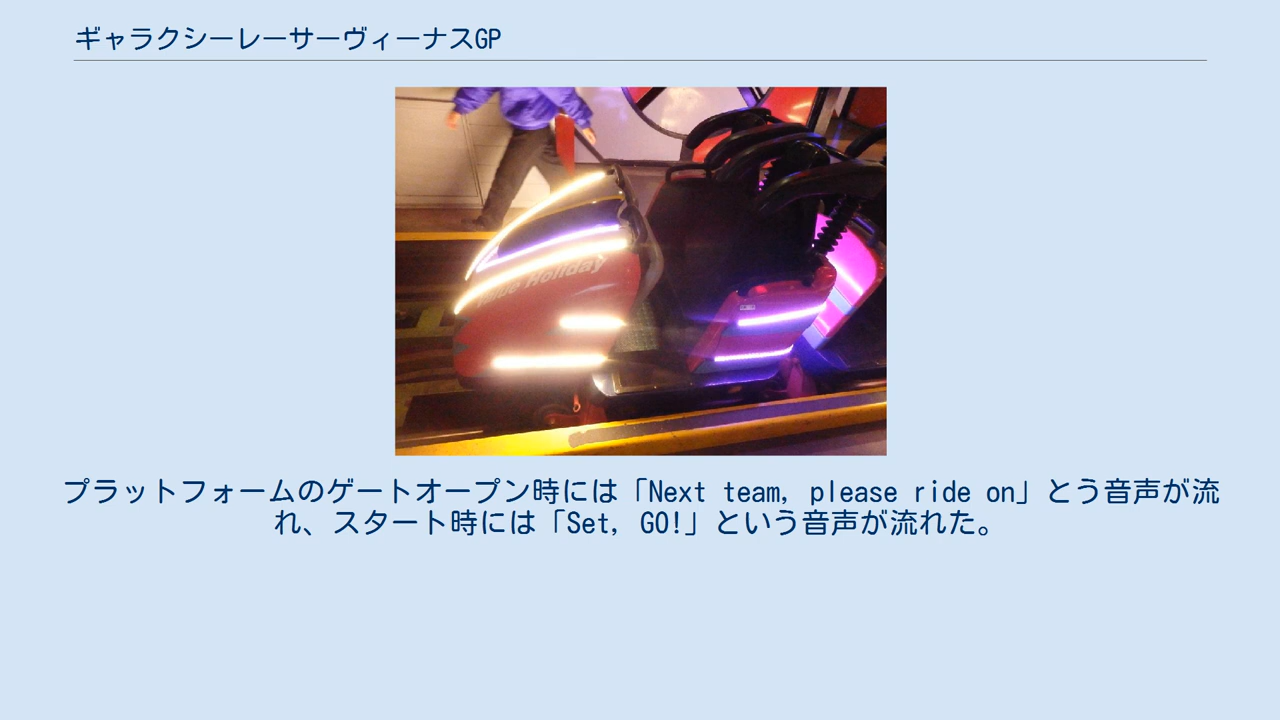 ギャラクシーレーサーヴィーナスGP
Holiday
プラットフォームのゲートオープン時には「Next team, please ride on」とう音声が流
れ、スタート時には「Set, GO!」という音声が流れた。